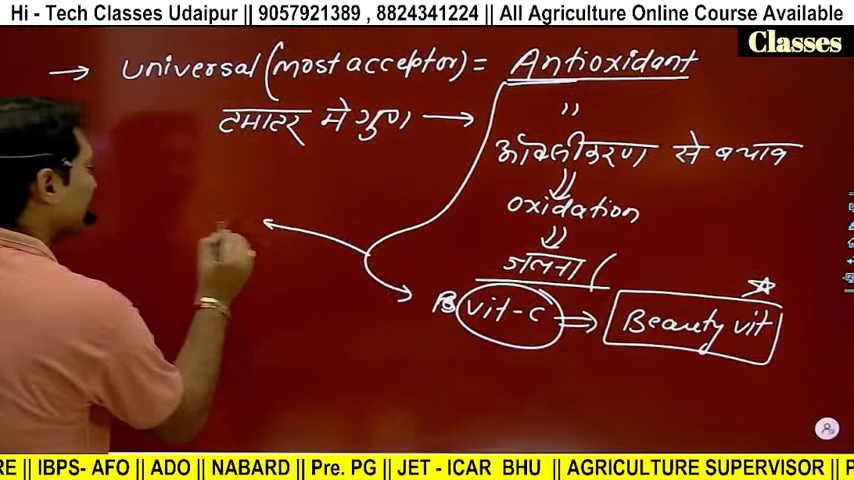 Hi - Tech Classes Udaipur || 9057921389 , 8824341224 || All Agriculture Online Course Available
Classes
→ universal (most acceptor) = Antioxidant
टमाटर मे गुण →
ऑक्सीकरण से बचाव
oxidation
जलना (
vit-c ⇒ Beauty vit
RE || IBPS- AFO || ADO || NABARD || Pre. PG || JET - ICAR BHU || AGRICULTURE SUPERVISOR || P